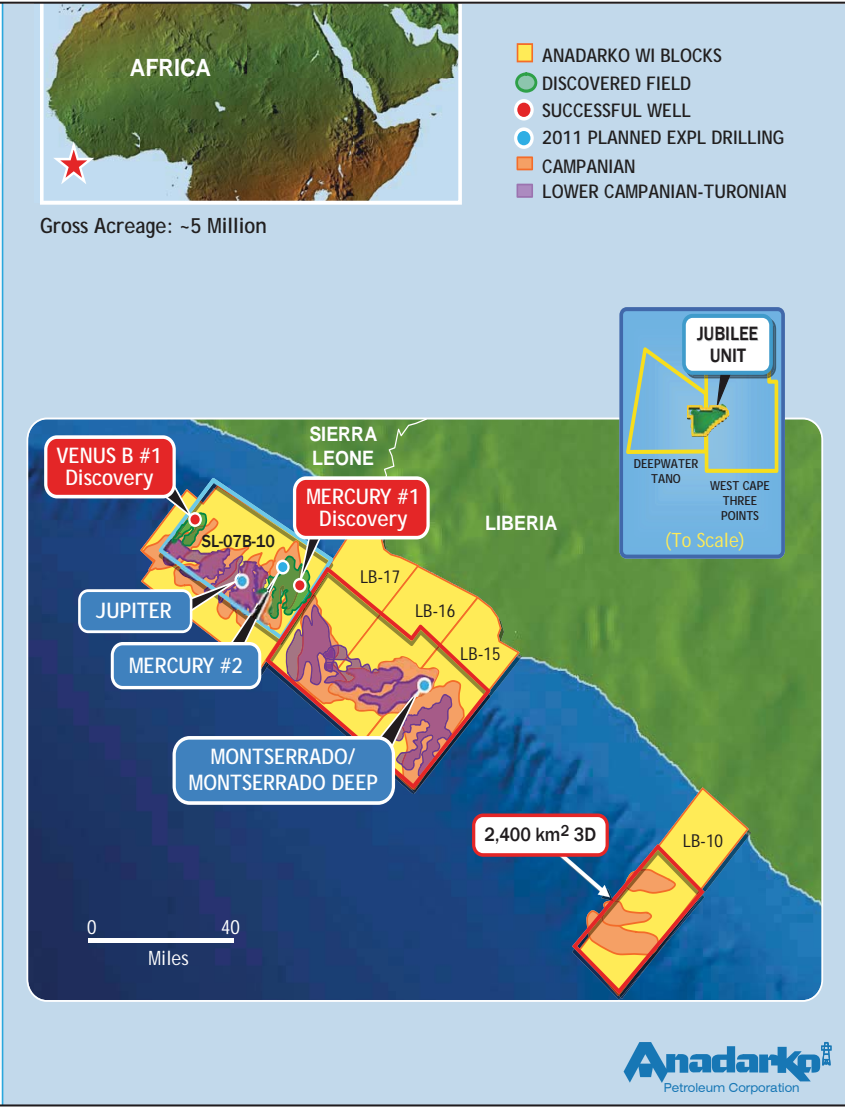 AFRICA
Gross Acreage: ~5 Million
ANADARKO WI BLOCKS
DISCOVERED FIELD
SUCCESSFUL WELL
2011 PLANNED EXPL DRILLING
CAMPANIAN
LOWER CAMPANIAN-TURONIAN
JUBILEE
UNIT
DEEPWATER
TANO
WEST CAPE
THREE
POINTS
(To Scale)
SIERRA
LEONE
VENUS B #1
Discovery
MERCURY #1
Discovery
LIBERIA
SL-07B-10
LB-17
LB-16
LB-15
JUPITER
MERCURY #2
MONTSERRADO/
MONTSERRADO DEEP
2,400 km² 3D
LB-10
0 40
Miles
Anadarko
Petroleum Corporation